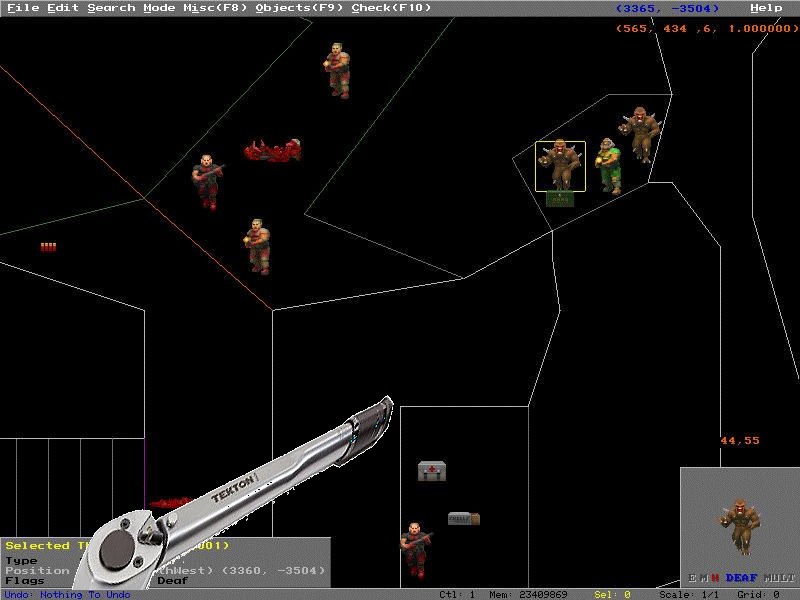 File Edit Search Mode Misc(F8) Objects(F9) Check(F10) (3365, -3504) Help
(565, 434 ,6, 1.000000)
44,55
TEKTON
Selected 001)
Type
Position thWest) (3360, -3504)
Flags Deaf
E M H DEAF MULT
Undo: Nothing To Undo Ctl: 1 Mem: 23409869 Sel: 0 Scale: 1/1 Grid: 0